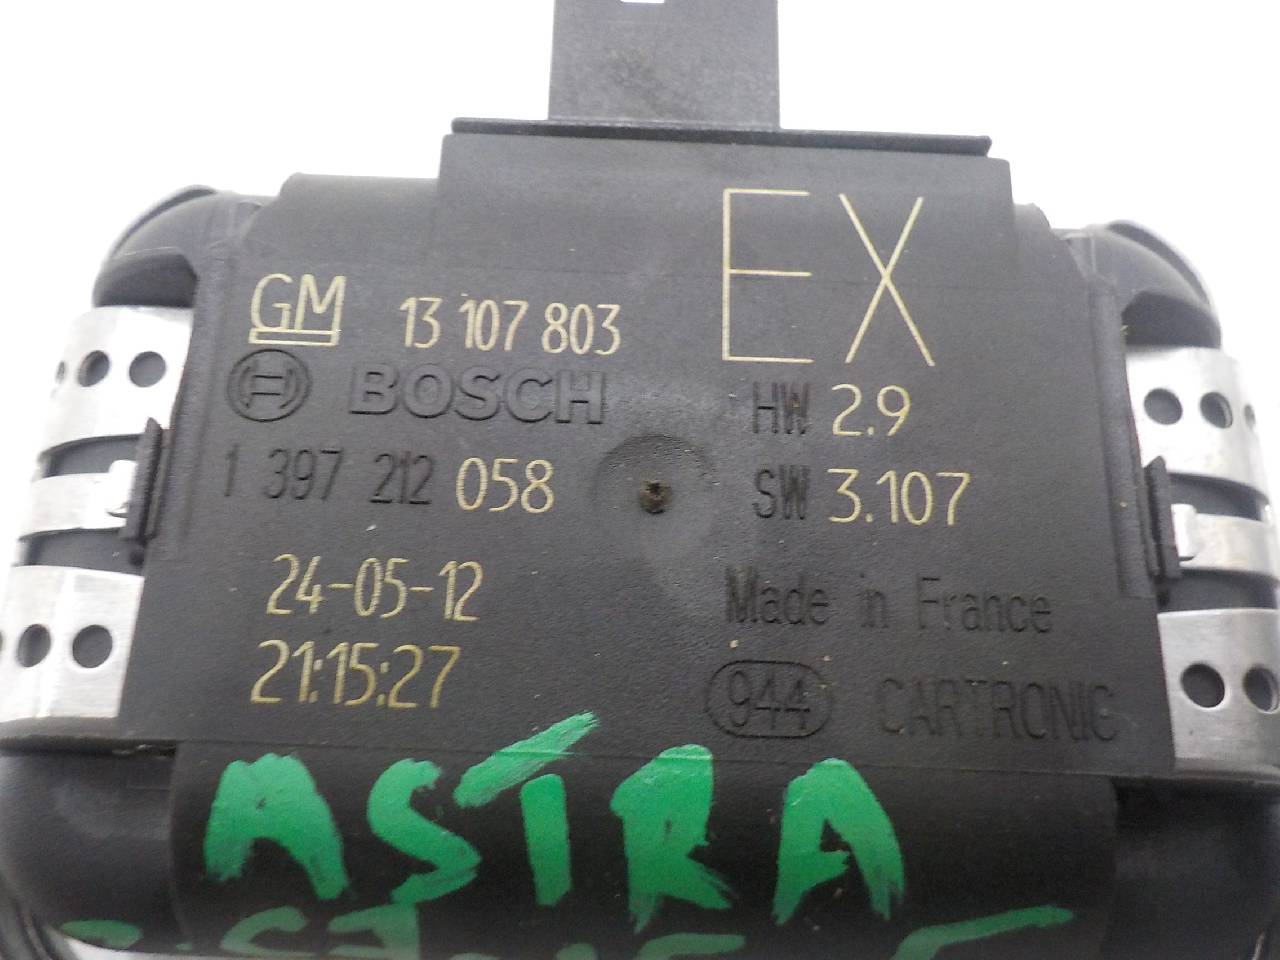 EX
GM 13 107 803
BOSCH
HW 2.9
1 397 212 058
SW 3.107
24-05-12
Made in France
21:15:27
944 CARTRONIC
ASTRA